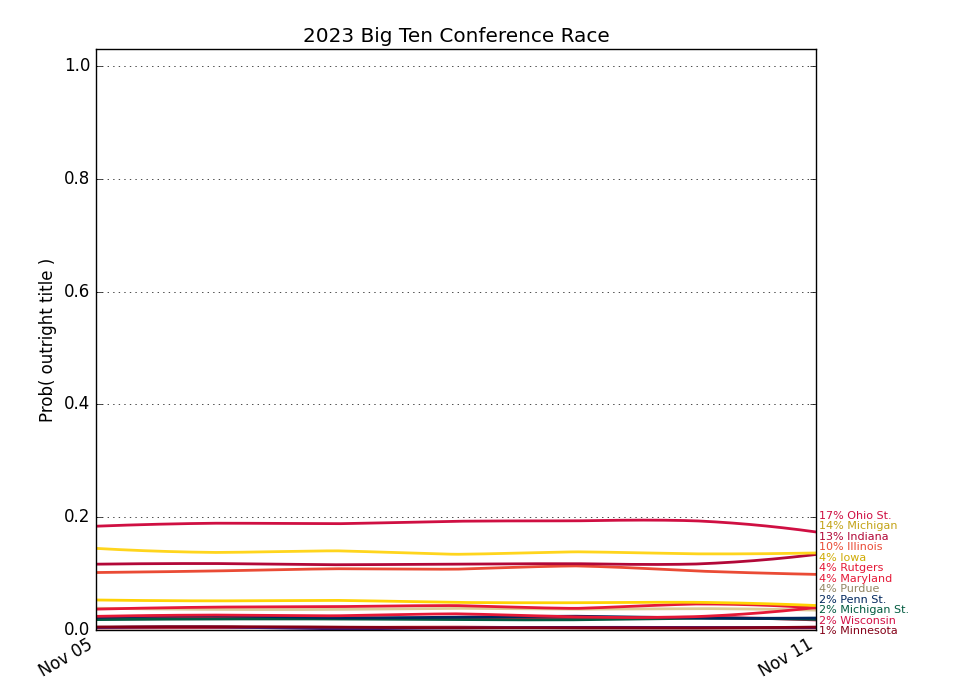 2023 Big Ten Conference Race
1.0
0.8
0.6
0.4
0.2
0.0
Prob( outright title )
Nov 05
Nov 11
17% Ohio St.
14% Michigan
13% Indiana
10% Illinois
4% Iowa
4% Rutgers
4% Maryland
4% Purdue
2% Penn St.
2% Michigan St.
2% Wisconsin
1% Minnesota